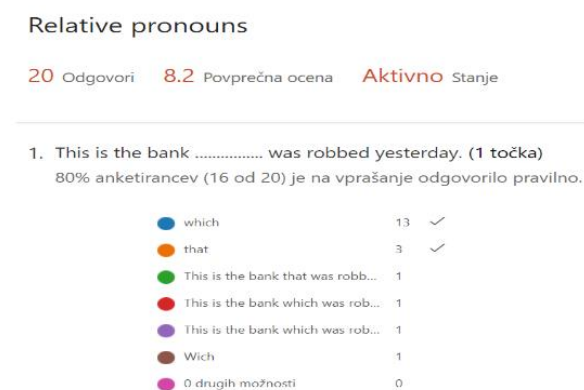 Relative pronouns
20 Odgovori 8.2 Povprečna ocena Aktivno Stanje
1. This is the bank ................ was robbed yesterday. (1 točka)
80% anketirancev (16 od 20) je na vprašanje odgovorilo pravilno.
which 13 ✓
that 3 ✓
This is the bank that was robb... 1
This is the bank which was rob... 1
This is the bank which was rob... 1
Wich 1
0 drugih možnosti 0